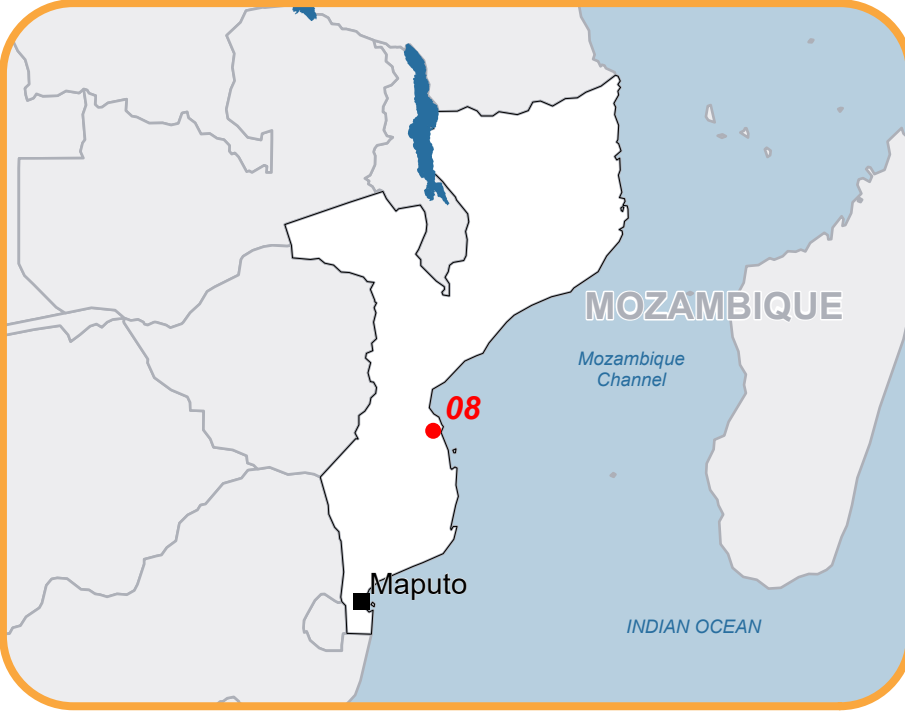 MOZAMBIQUE
Mozambique
Channel
08
Maputo
INDIAN OCEAN